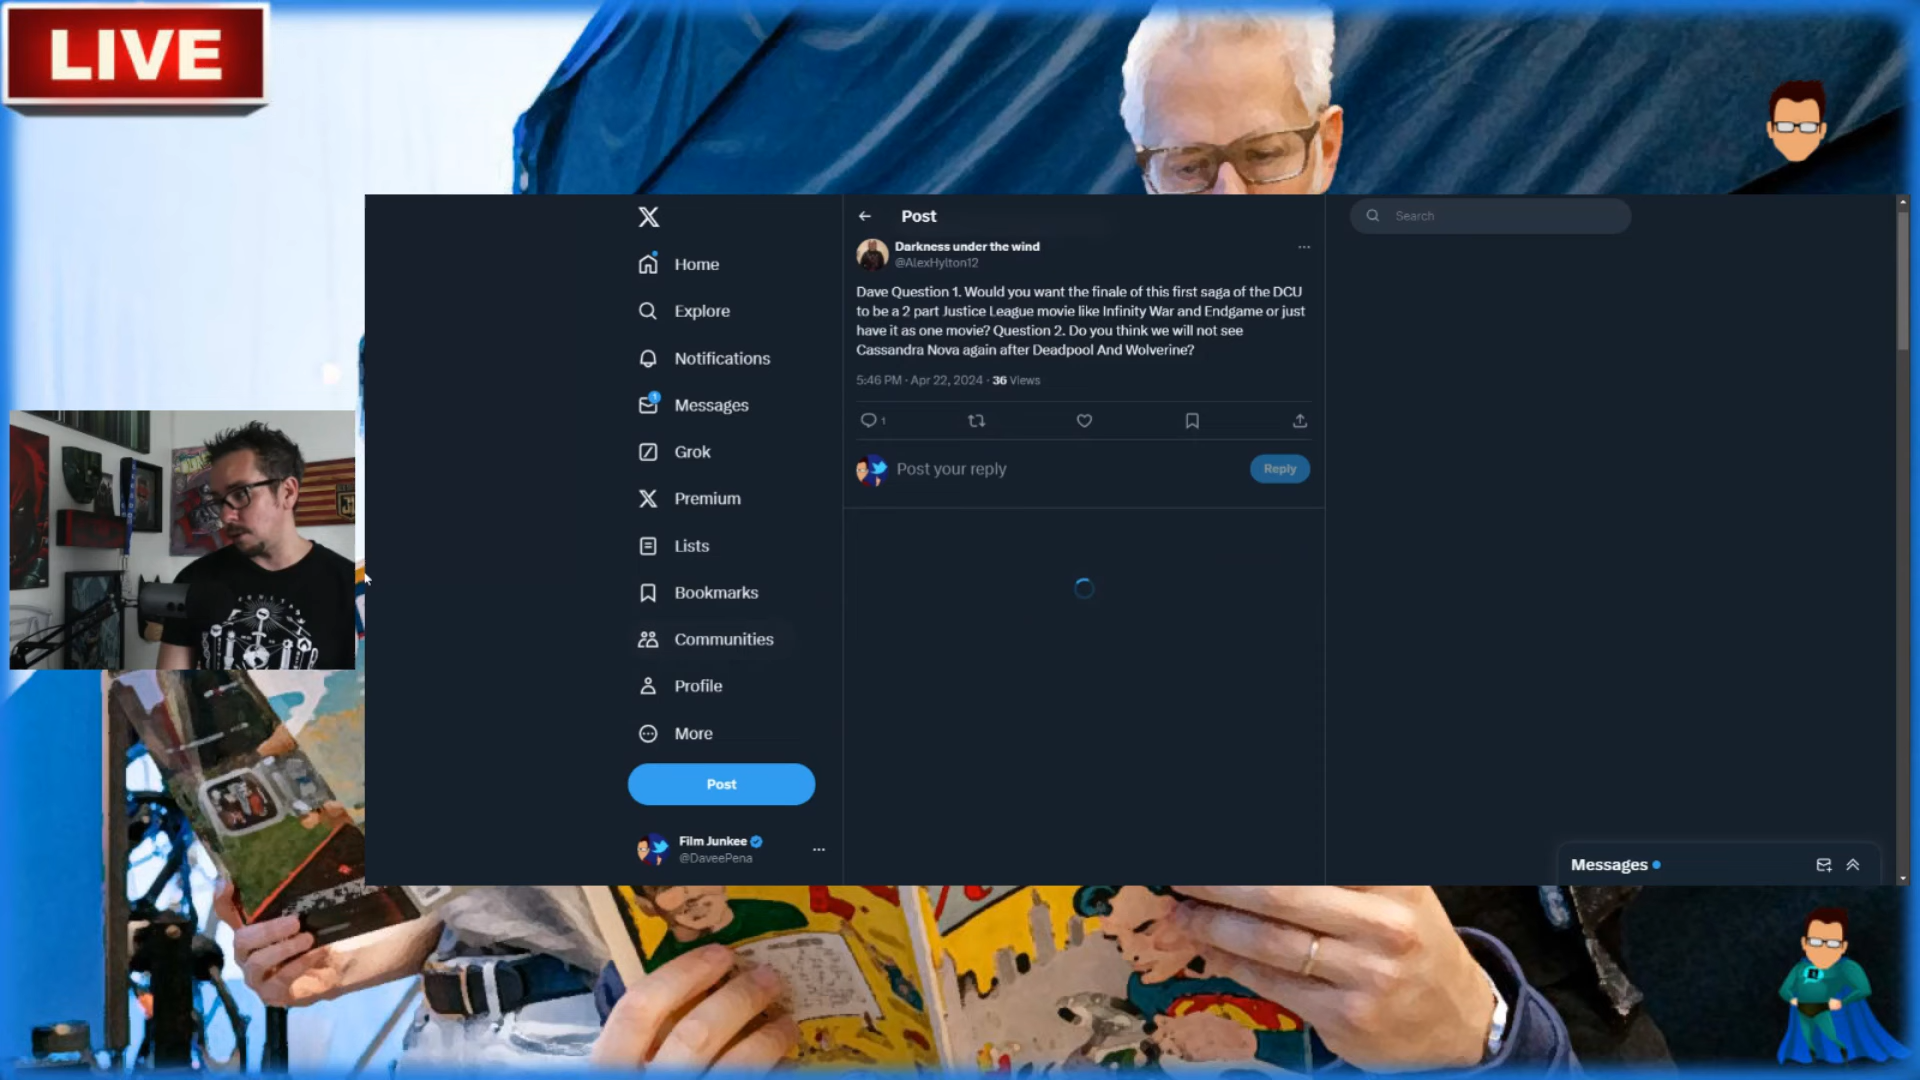 LIVE
Post
Search
Darkness under the wind
@AlexHylton12
Dave Question 1. Would you want the finale of this first saga of the DCU
to be a 2 part Justice League movie like Infinity War and Endgame or just
have it as one movie? Question 2. Do you think we will not see
Cassandra Nova again after Deadpool And Wolverine?
5:46 PM · Apr 22, 2024 · 36 Views
1
Post your reply
Reply
Home
Explore
Notifications
1
Messages
Grok
Premium
Lists
Bookmarks
Communities
Profile
More
Post
Film Junkee
@DaveePena
Messages